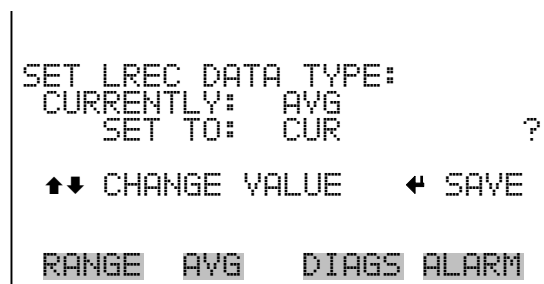 SET LREC DATA TYPE:
CURRENTLY: AVG
SET TO: CUR ?
⬆⬇ CHANGE VALUE ↵ SAVE
RANGE AVG DIAGS ALARM